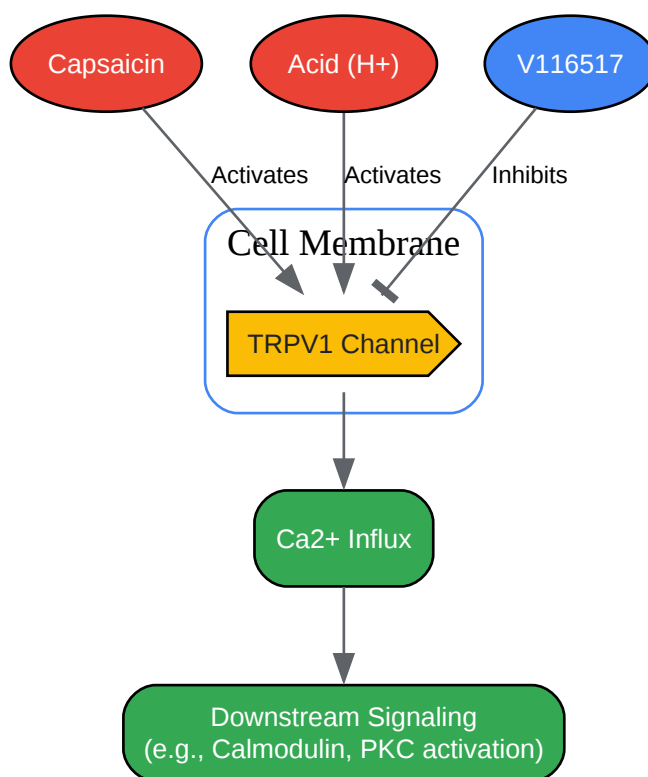 Capsaicin
Acid (H+)
V116517
Activates
Activates
Inhibits
Cell Membrane
TRPV1 Channel
Ca2+ Influx
Downstream Signaling
(e.g., Calmodulin, PKC activation)